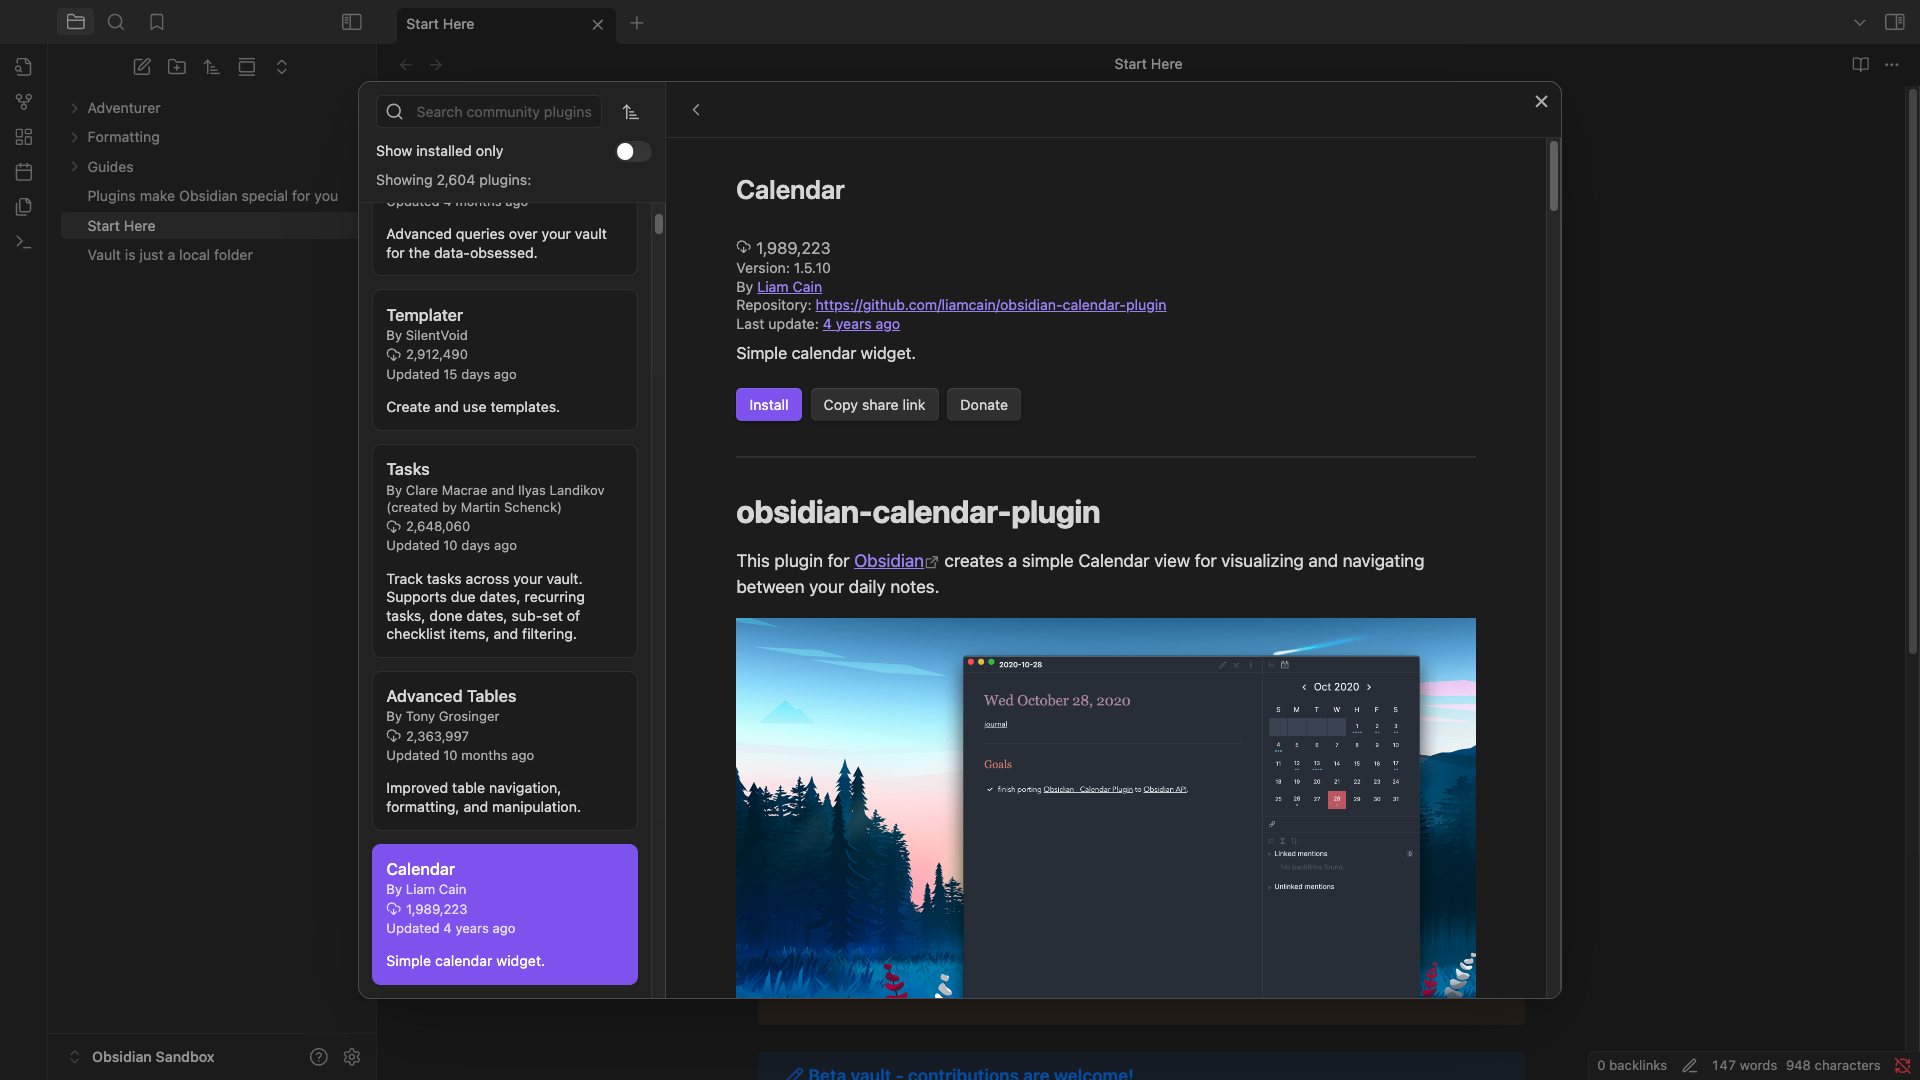 Start Here
Start Here
Adventurer
Formatting
Guides
Plugins make Obsidian special for you
Start Here
Vault is just a local folder
Obsidian Sandbox
Search community plugins
Show installed only
Showing 2,604 plugins:
Updated 4 months ago
Advanced queries over your vault
for the data-obsessed.
Templater
By SilentVoid
2,912,490
Updated 15 days ago
Create and use templates.
Tasks
By Clare Macrae and Ilyas Landikov
(created by Martin Schenck)
2,648,060
Updated 10 days ago
Track tasks across your vault.
Supports due dates, recurring
tasks, done dates, sub-set of
checklist items, and filtering.
Advanced Tables
By Tony Grosinger
2,363,997
Updated 10 months ago
Improved table navigation,
formatting, and manipulation.
Calendar
By Liam Cain
1,989,223
Updated 4 years ago
Simple calendar widget.
Calendar
1,989,223
Version: 1.5.10
By Liam Cain
Repository: https://github.com/liamcain/obsidian-calendar-plugin
Last update: 4 years ago
Simple calendar widget.
Install Copy share link Donate
obsidian-calendar-plugin
This plugin for Obsidian creates a simple Calendar view for visualizing and navigating
between your daily notes.
2020-10-28
Wed October 28, 2020
journal
Goals
finish porting Obsidian Calendar Plugin to Obsidian API.
Oct 2020
S M T W H F S
1 2 3
4 5 6 7 8 9 10
11 12 13 14 15 16 17
18 19 20 21 22 23 24
25 26 27 28 29 30 31
Linked mentions 0
No backlinks found.
Unlinked mentions
Beta vault - contributions are welcome!
0 backlinks 147 words 948 characters